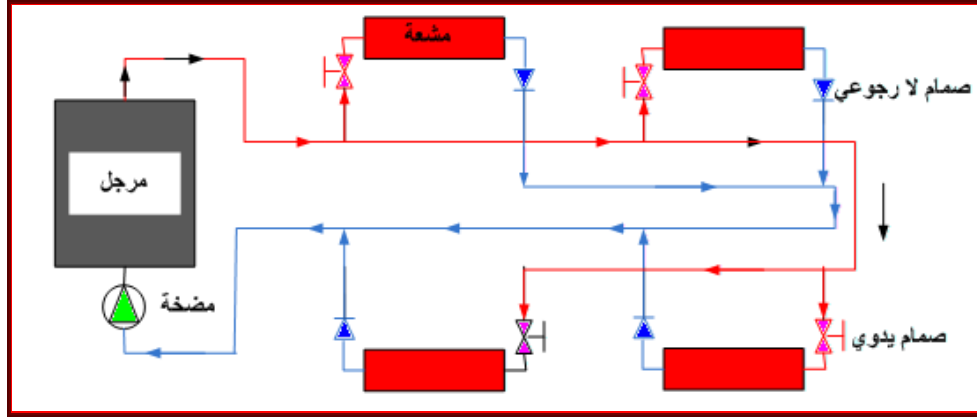 مشعة
صمام لا رجوعي
مرجل
مضخة
صمام يدوي